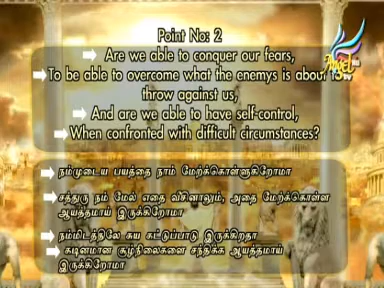 Point No: 2
Are we able to conquer our fears,
To be able to overcome what the enemys is about to
throw against us,
And are we able to have self-control,
When confronted with difficult circumstances?
நம்முடைய பயத்தை நாம் மேற்க்கொள்ளுகிறோமா
சத்துரு நம் மேல் எதை வீசினாலும், அதை மேற்கொள்ள
ஆயத்தமாய் இருக்கிறோமா
நம்மிடத்திலே சுய கட்டுப்பாடு இருக்கிறதா
கடினமான சூழ்நிலைகளை சந்திக்க ஆயத்தமாய்
இருக்கிறோமா